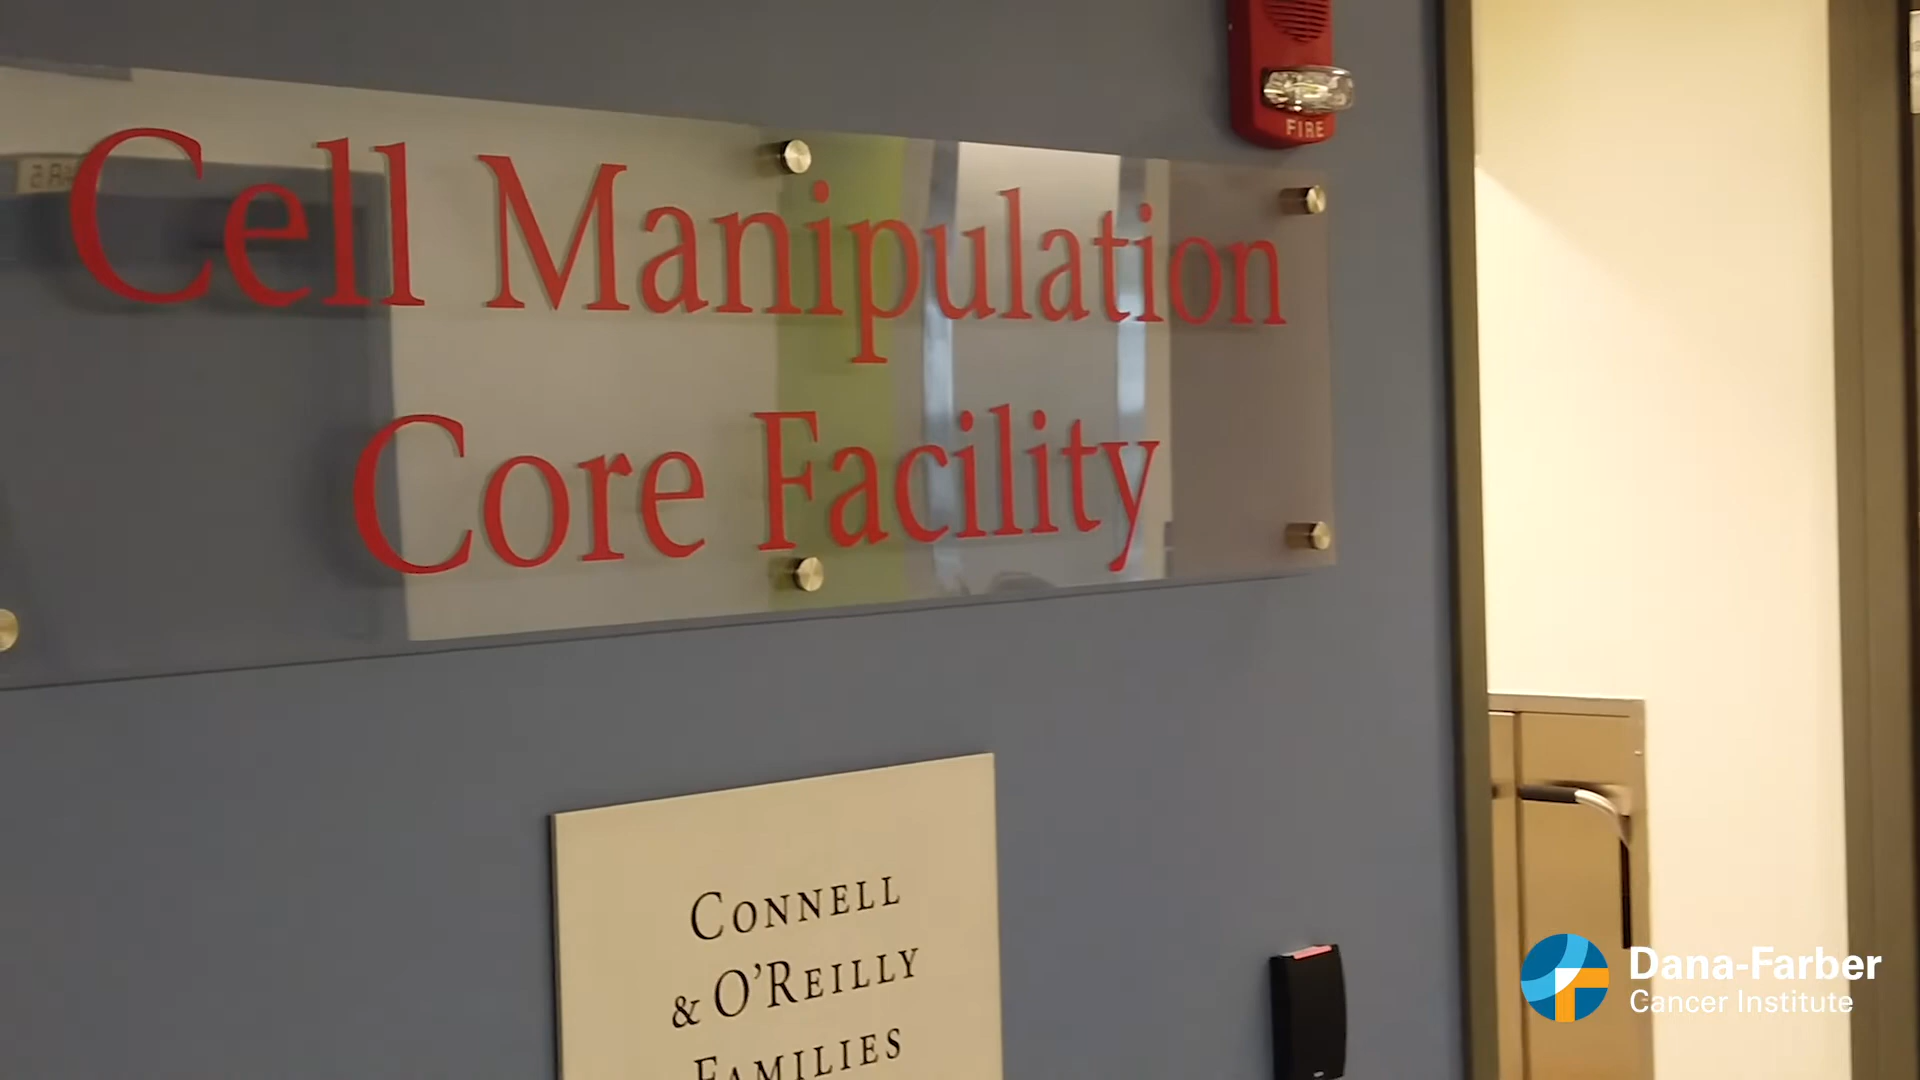 Cell Manipulation
Core Facility
FIRE
CONNELL
& O'REILLY
FAMILIES
Dana-Farber
Cancer Institute